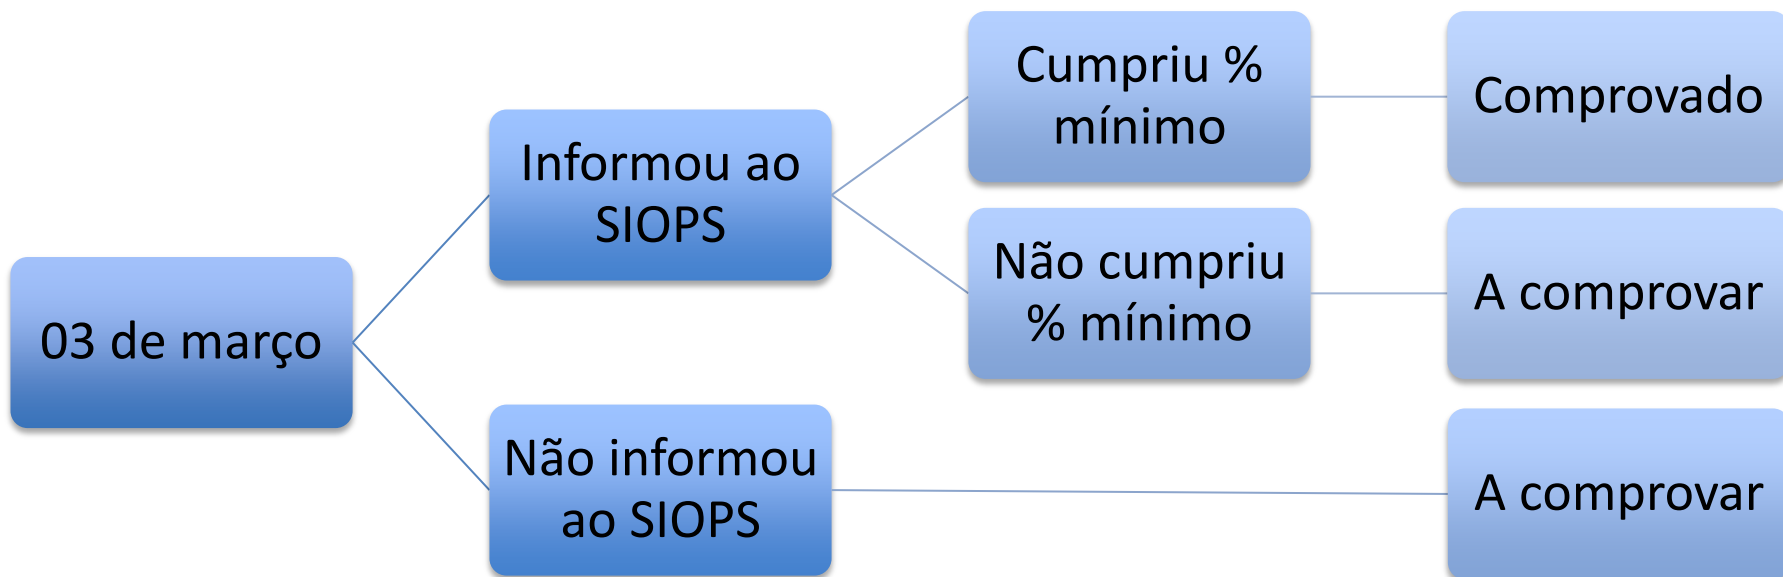 03 de março
Informou ao
SIOPS
Cumpriu %
mínimo
Comprovado
Não cumpriu
% mínimo
A comprovar
Não informou
ao SIOPS
A comprovar